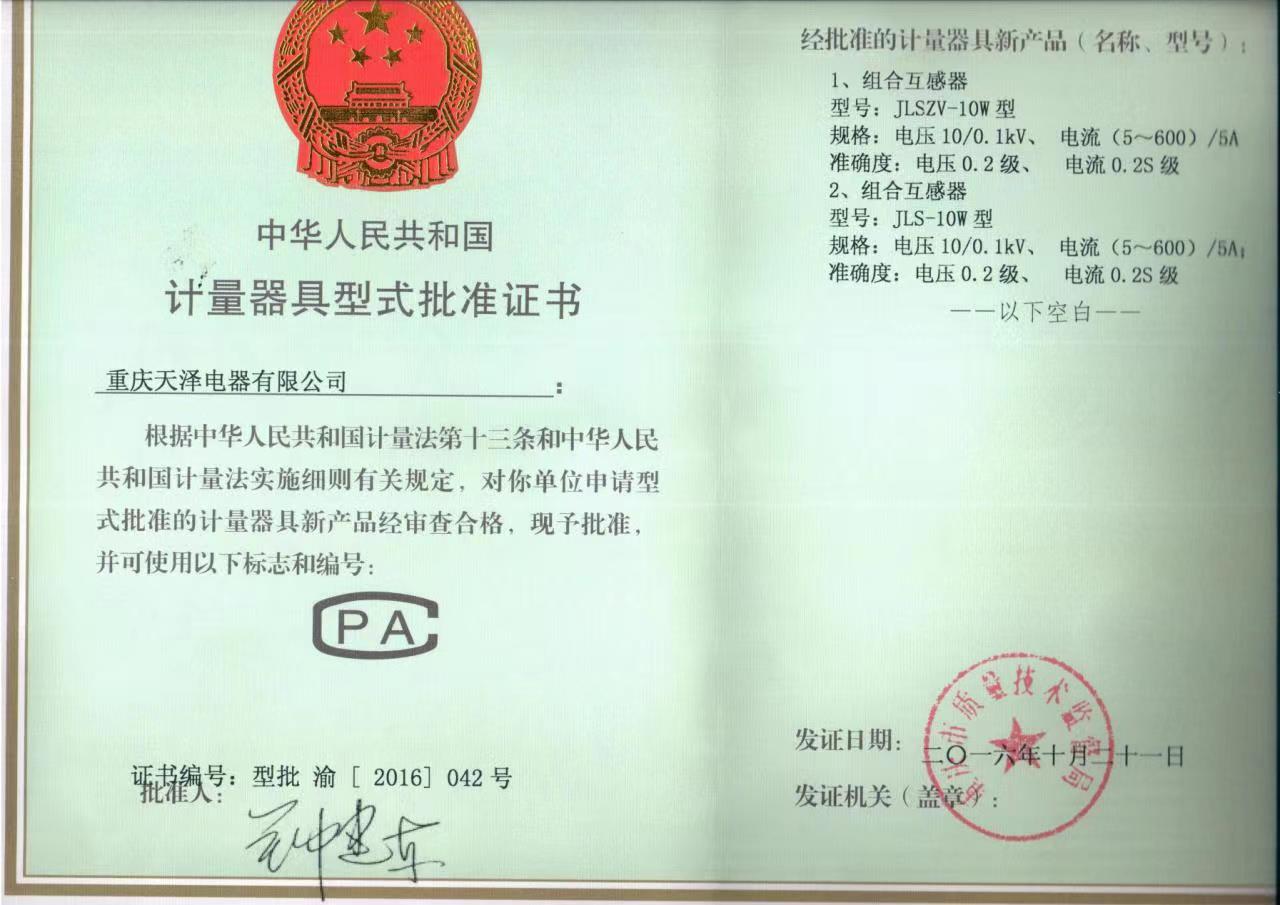 中华人民共和国
计量器具型式批准证书
重庆天泽电器有限公司：
根据中华人民共和国计量法第十三条和中华人民
共和国计量法实施细则有关规定，对你单位申请型
式批准的计量器具新产品经审查合格，现予批准，
并可使用以下标志和编号：
CPA
证书编号：型批 渝［2016］042 号
批准人：
经批准的计量器具新产品（名称、型号）：
1、组合互感器
型号：JLSZV-10W 型
规格：电压 10/0.1kV、 电流（5～600）/5A
准确度：电压 0.2 级、 电流 0.2S 级
2、组合互感器
型号：JLS-10W 型
规格：电压 10/0.1kV、 电流（5～600）/5A；
准确度：电压 0.2 级、 电流 0.2S 级
——以下空白——
发证日期：二〇一六年十月二十一日
发证机关（盖章）：
市质量技术监督局